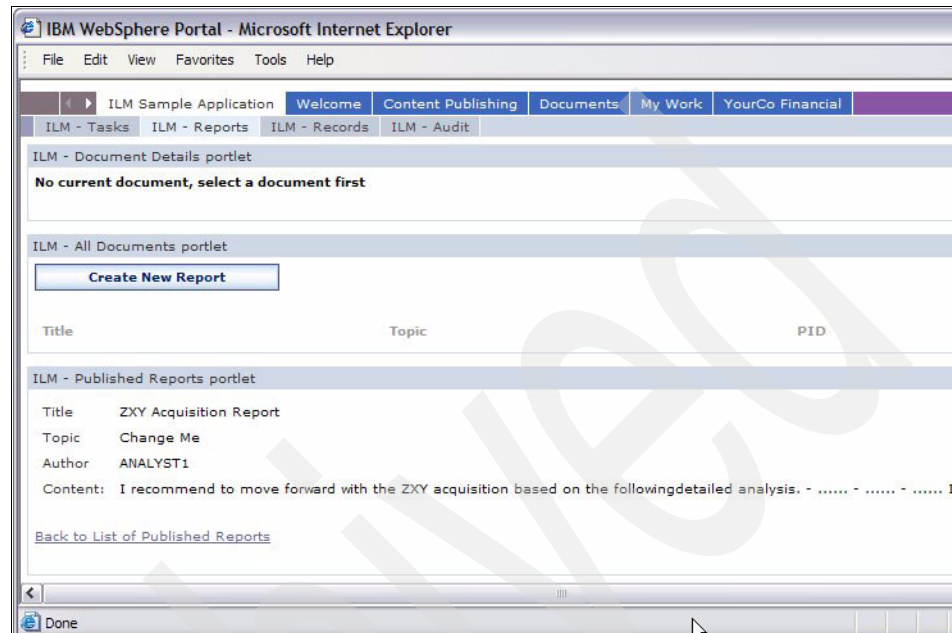 IBM WebSphere Portal - Microsoft Internet Explorer
File Edit View Favorites Tools Help
ILM Sample Application Welcome Content Publishing Documents My Work YourCo Financial
ILM - Tasks ILM - Reports ILM - Records ILM - Audit
ILM - Document Details portlet
No current document, select a document first
ILM - All Documents portlet
Create New Report
Title Topic PID
ILM - Published Reports portlet
Title ZXY Acquisition Report
Topic Change Me
Author ANALYST1
Content: I recommend to move forward with the ZXY acquisition based on the followingdetailed analysis. - ...... - ...... - ...... I
Back to List of Published Reports
Done